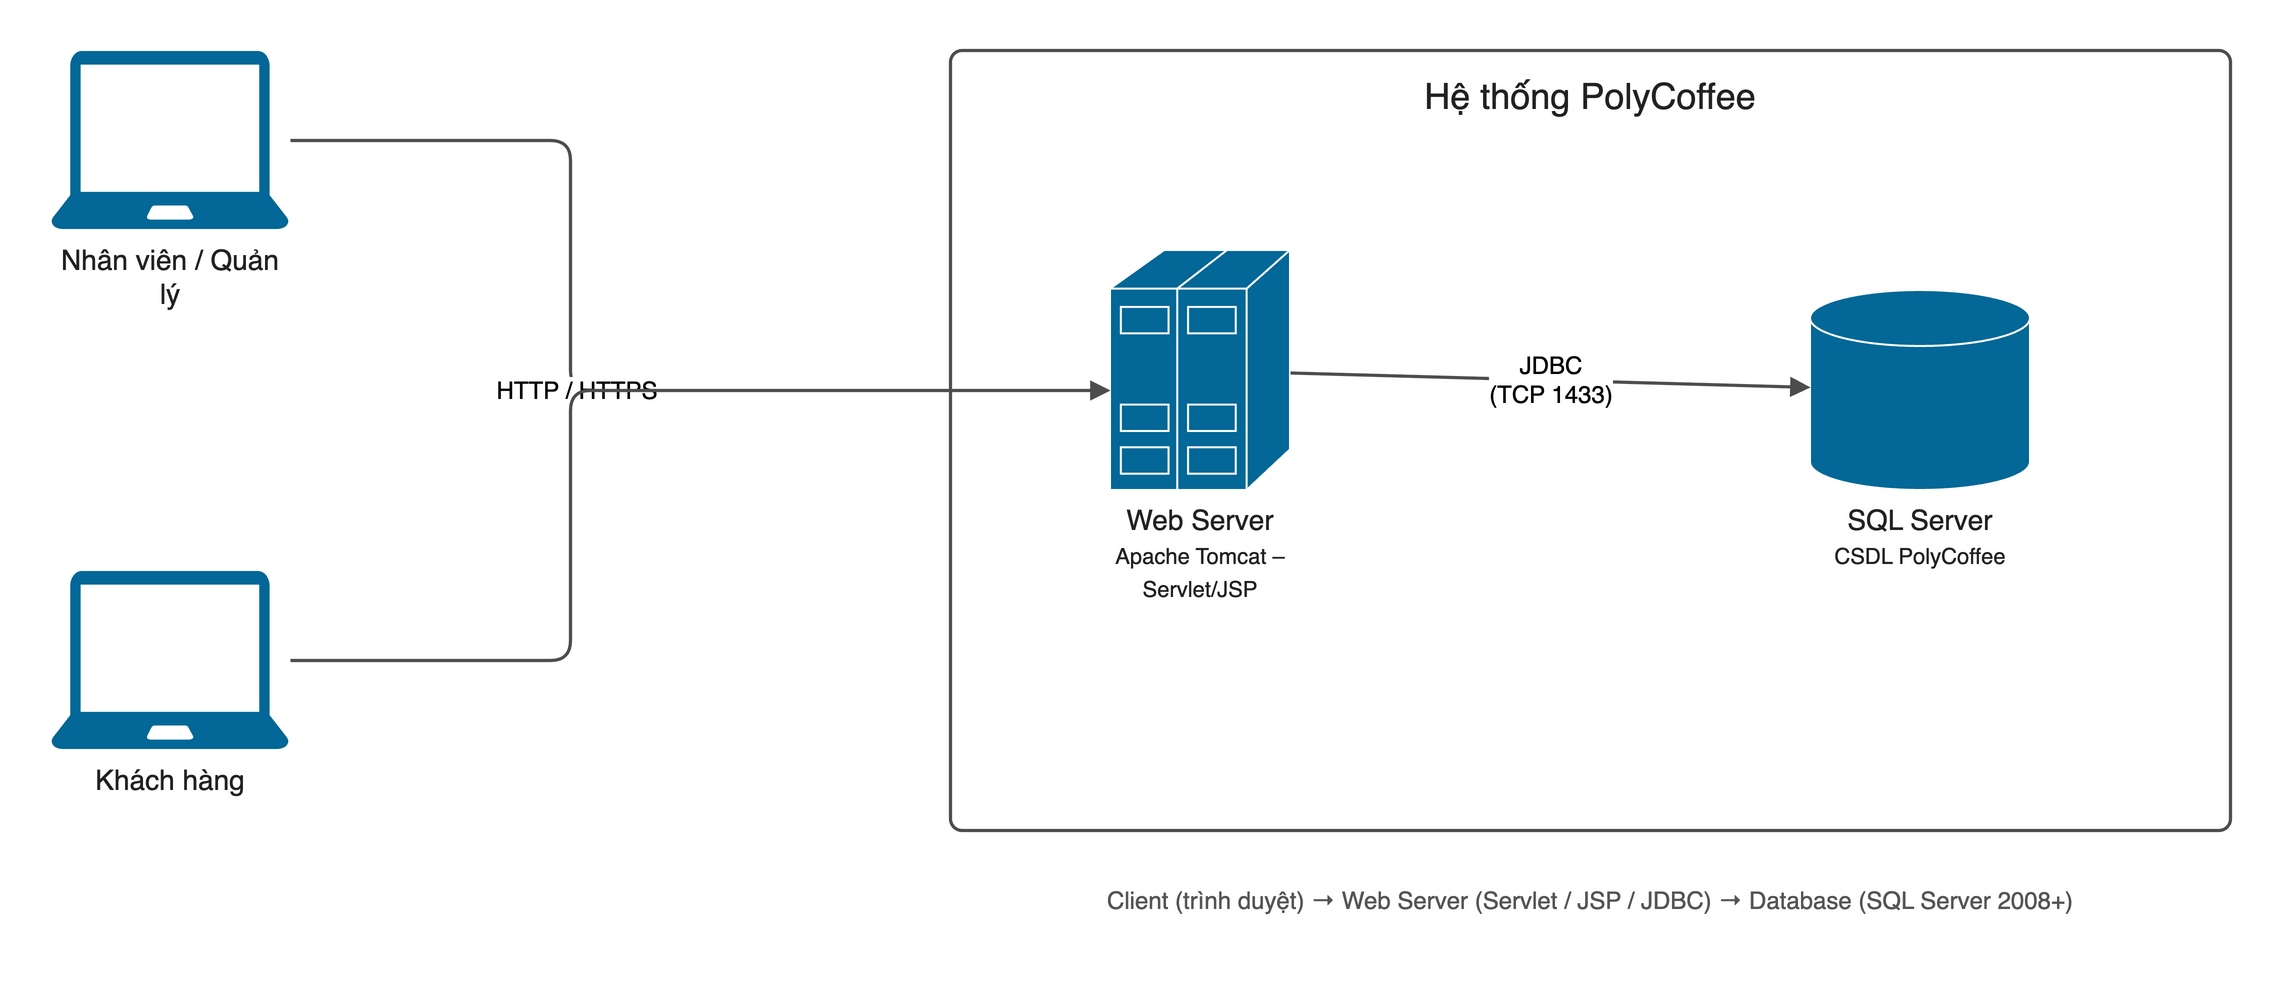 Hệ thống PolyCoffee
Nhân viên / Quản
lý
HTTP / HTTPS
JDBC
(TCP 1433)
Web Server
Apache Tomcat –
Servlet/JSP
SQL Server
CSDL PolyCoffee
Khách hàng
Client (trình duyệt) → Web Server (Servlet / JSP / JDBC) → Database (SQL Server 2008+)